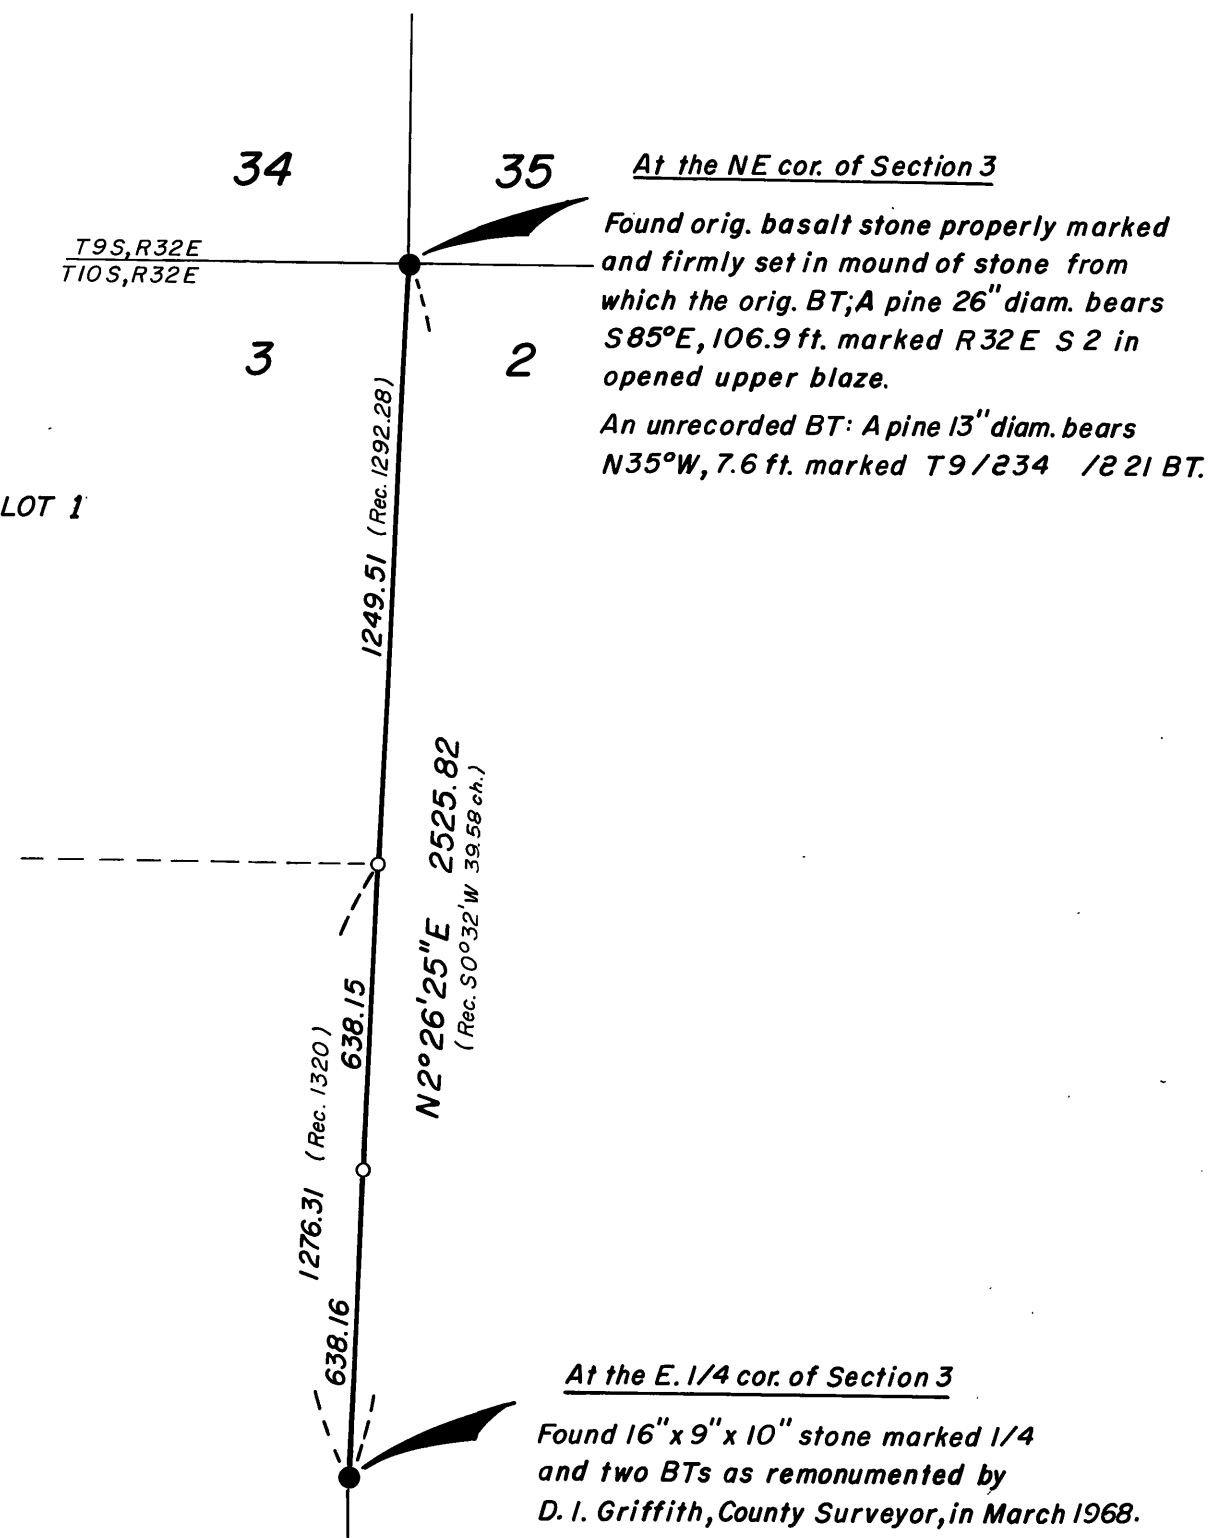 34
35
At the NE cor. of Section 3
Found orig. basalt stone properly marked
and firmly set in mound of stone from
which the orig. BT; A pine 26" diam. bears
S85°E, 106.9 ft. marked R32E S2 in
opened upper blaze.
An unrecorded BT: A pine 13" diam. bears
N35°W, 7.6 ft. marked T9 /234 /2 21 BT.
T9S, R32E
T10S, R32E
3
2
LOT 1
1249.51 (Rec. 1292.28)
N2°26'25"E 2525.82
(Rec. S0°32'W 39.58 ch.)
638.15
1276.31 (Rec. 1320)
638.16
At the E. 1/4 cor. of Section 3
Found 16" x 9" x 10" stone marked 1/4
and two BTs as remonumented by
D. I. Griffith, County Surveyor, in March 1968.